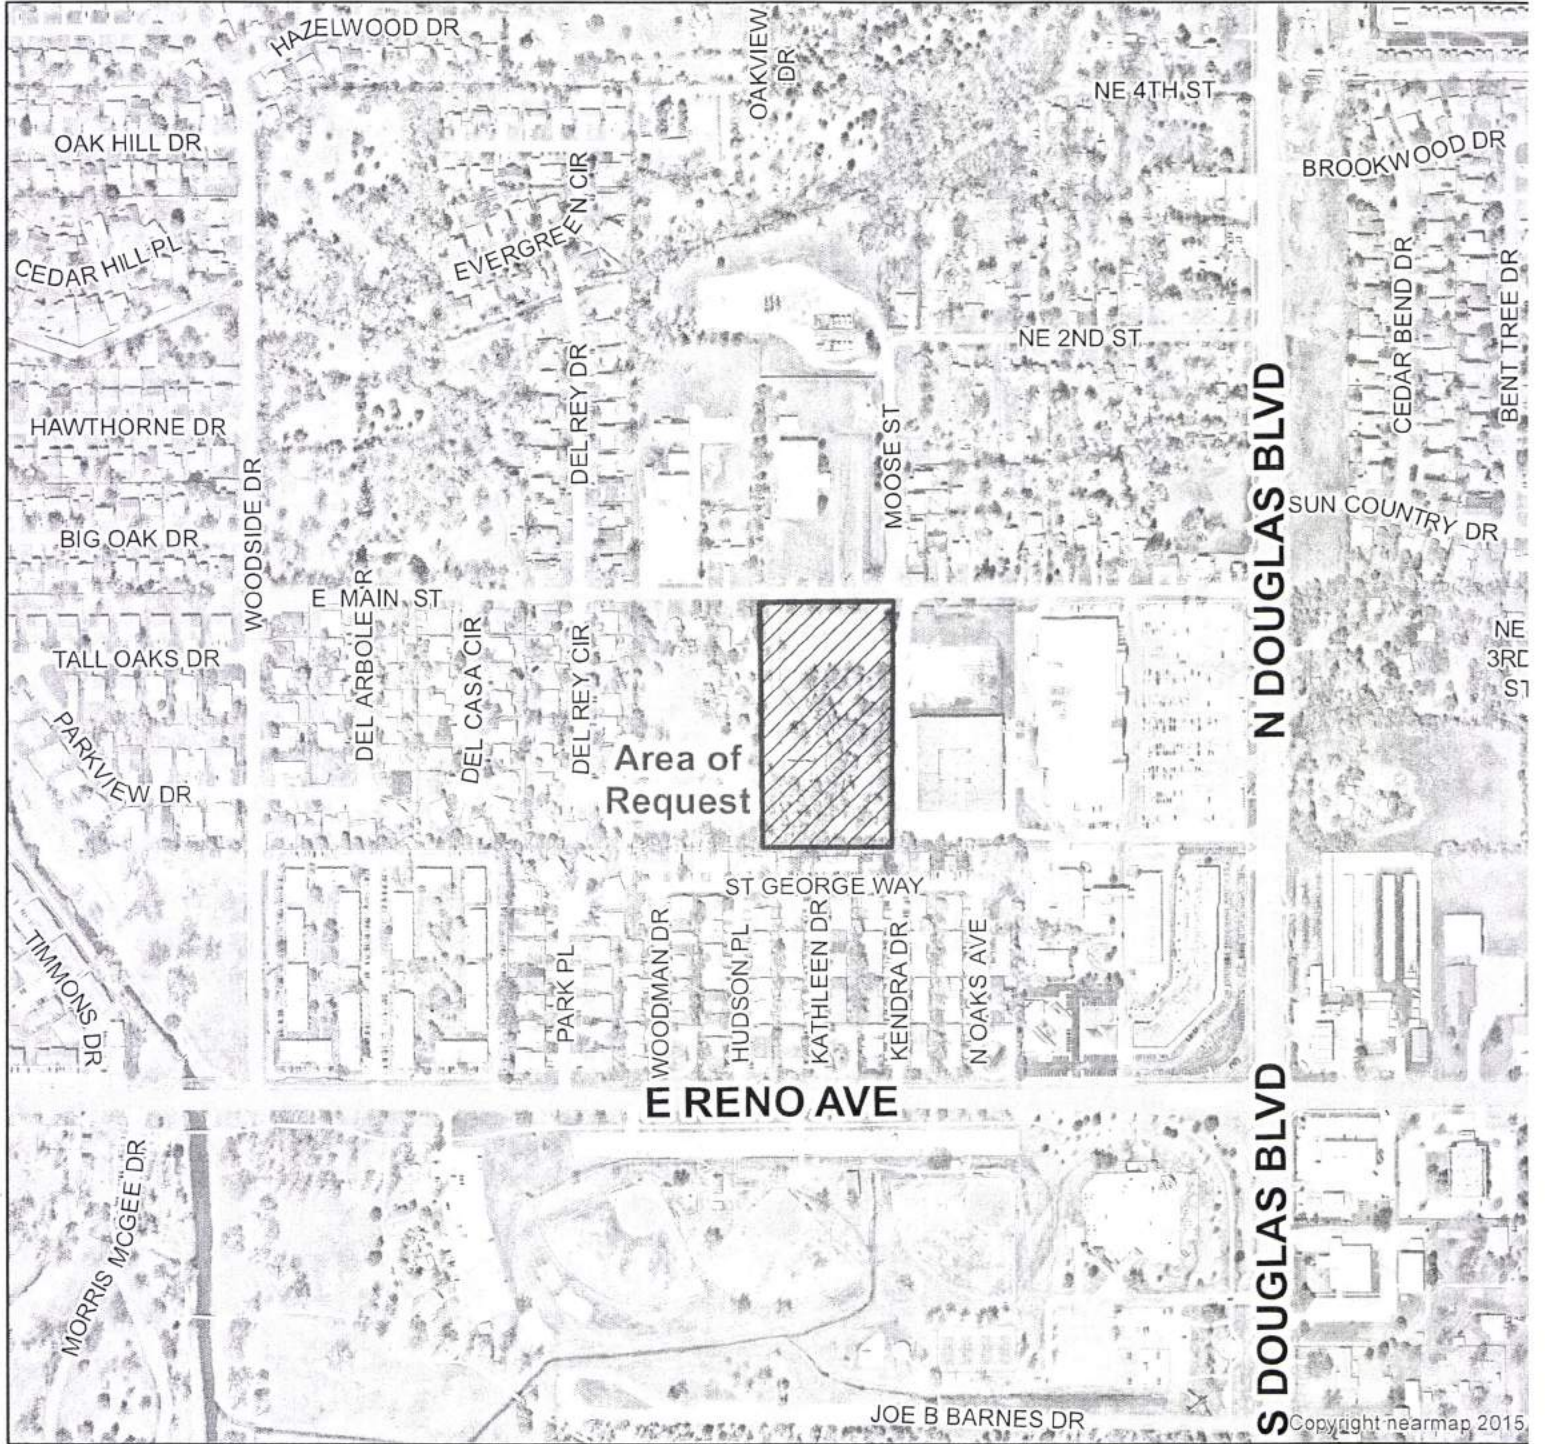 HAZELWOOD DR
OAKVIEW
DR
NE 4TH ST
OAK HILL DR
BROOKWOOD DR
EVERGREEN CIR
CEDAR HILL PL
CEDAR BEND DR
BENT TREE DR
NE 2ND ST
DEL REY DR
HAWTHORNE DR
MOOSE ST
N DOUGLAS BLVD
WOODSIDE DR
SUN COUNTRY DR
BIG OAK DR
E MAIN ST
DEL ARBOLE R
DEL CASA CIR
DEL REY CIR
NE
3RD
ST
TALL OAKS DR
PARKVIEW DR
Area of
Request
ST GEORGE WAY
TIMMONS DR
PARK PL
WOODMAN DR
HUDSON PL
KATHLEEN DR
KENDRA DR
N OAKS AVE
E RENO AVE
S DOUGLAS BLVD
MORRIS MCGEE DR
JOE B BARNES DR
Copyright nearmap 2015